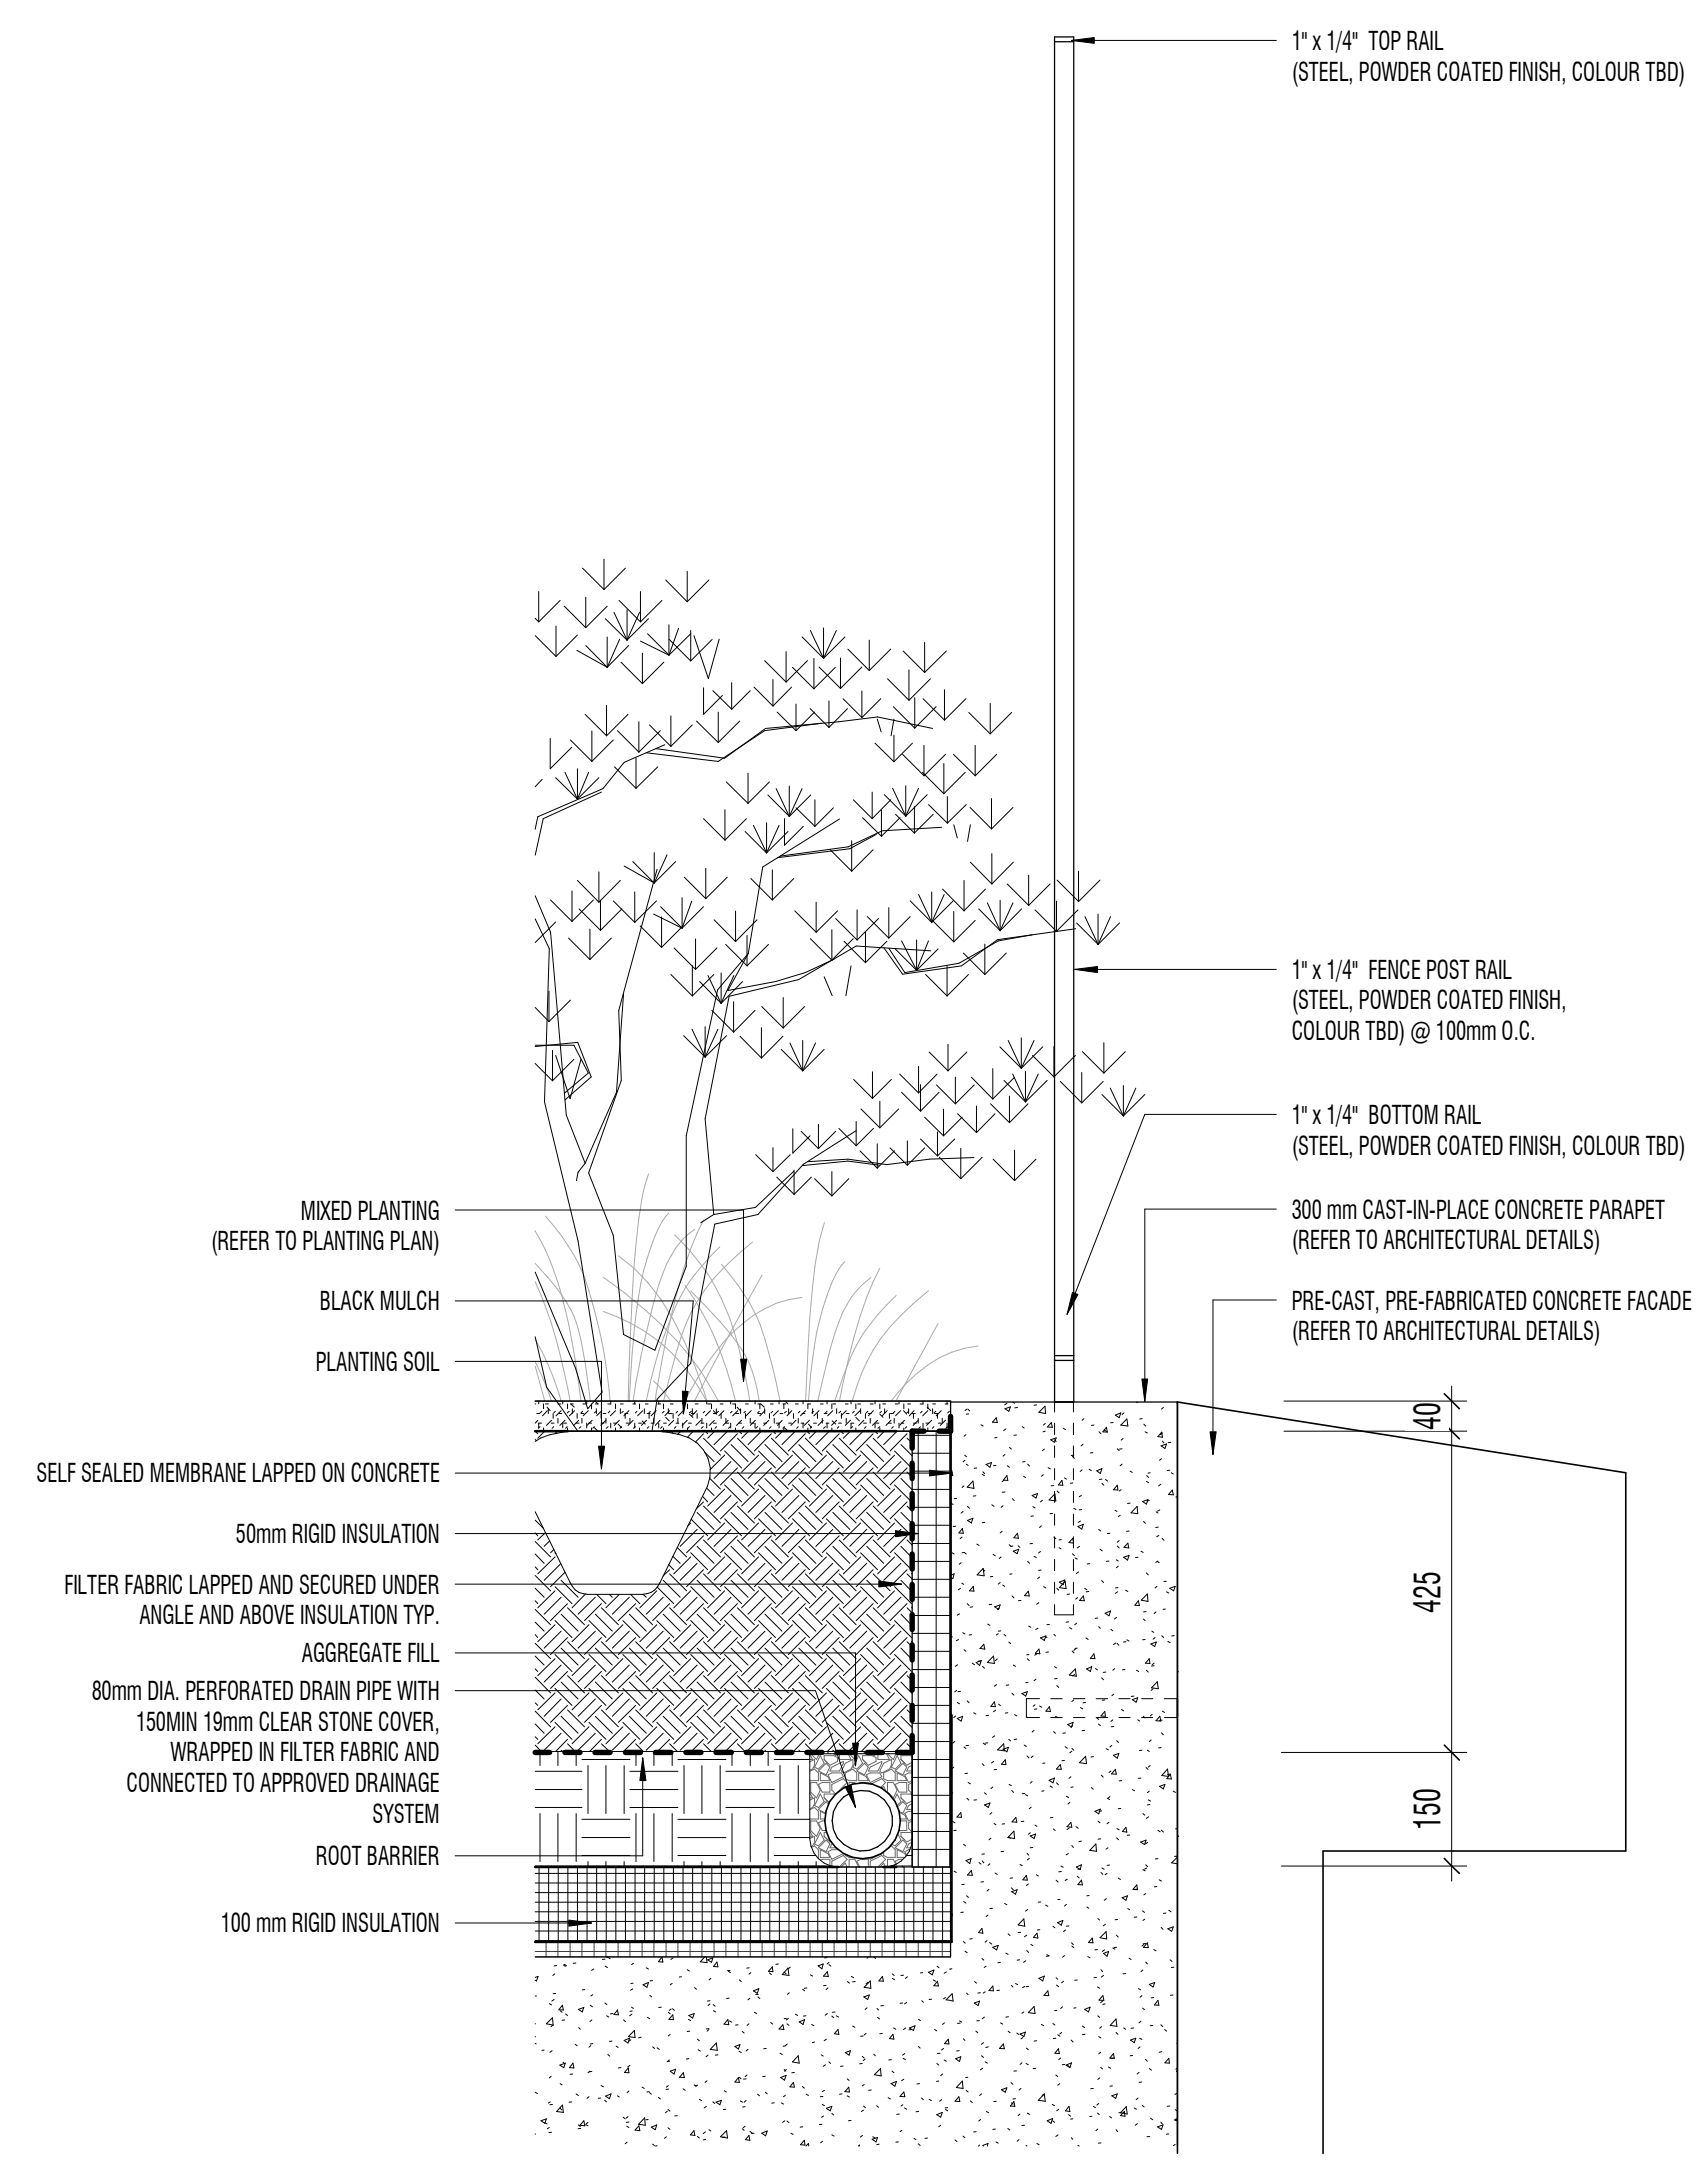 1" x 1/4" TOP RAIL
(STEEL, POWDER COATED FINISH, COLOUR TBD)
1" x 1/4" FENCE POST RAIL
(STEEL, POWDER COATED FINISH,
COLOUR TBD) @ 100mm O.C.
1" x 1/4" BOTTOM RAIL
(STEEL, POWDER COATED FINISH, COLOUR TBD)
300 mm CAST-IN-PLACE CONCRETE PARAPET
(REFER TO ARCHITECTURAL DETAILS)
PRE-CAST, PRE-FABRICATED CONCRETE FACADE
(REFER TO ARCHITECTURAL DETAILS)
MIXED PLANTING
(REFER TO PLANTING PLAN)
BLACK MULCH
PLANTING SOIL
SELF SEALED MEMBRANE LAPPED ON CONCRETE
50mm RIGID INSULATION
FILTER FABRIC LAPPED AND SECURED UNDER
ANGLE AND ABOVE INSULATION TYP.
AGGREGATE FILL
80mm DIA. PERFORATED DRAIN PIPE WITH
150MIN 19mm CLEAR STONE COVER,
WRAPPED IN FILTER FABRIC AND
CONNECTED TO APPROVED DRAINAGE
SYSTEM
ROOT BARRIER
100 mm RIGID INSULATION
40
425
150